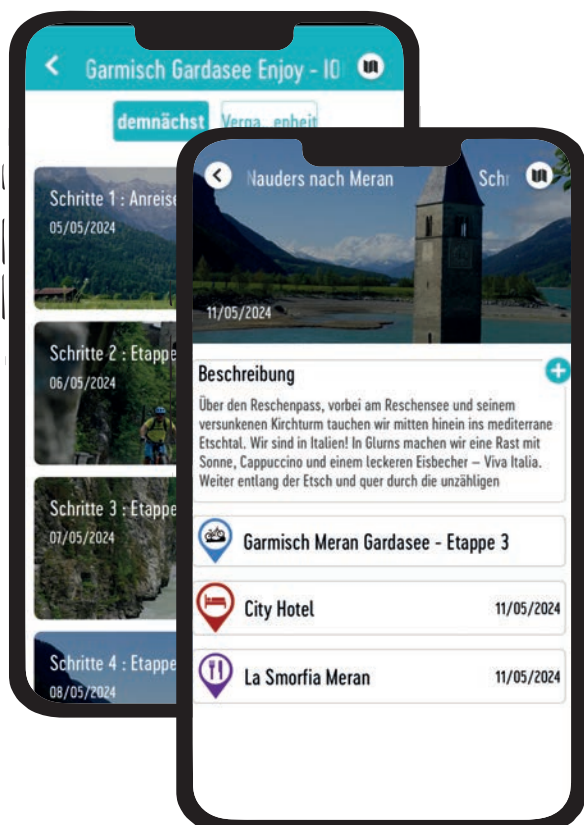 Garmisch Gardasee Enjoy - 10
demnächst
Verga...enheit
Schritte 1 : Anreise
05/05/2024
Schritte 2 : Etappe
06/05/2024
Schritte 3 : Etappe
07/05/2024
Schritte 4 : Etappe
08/05/2024
Nauders nach Meran
Schr
11/05/2024
Beschreibung
Über den Reschenpass, vorbei am Reschensee und seinem
versunkenen Kirchturm tauchen wir mitten hinein ins mediterrane
Etschtal. Wir sind in Italien! In Glurns machen wir eine Rast mit
Sonne, Cappuccino und einem leckeren Eisbecher – Viva Italia.
Weiter entlang der Etsch und quer durch die unzähligen
Garmisch Meran Gardasee - Etappe 3
City Hotel 11/05/2024
La Smorfia Meran 11/05/2024